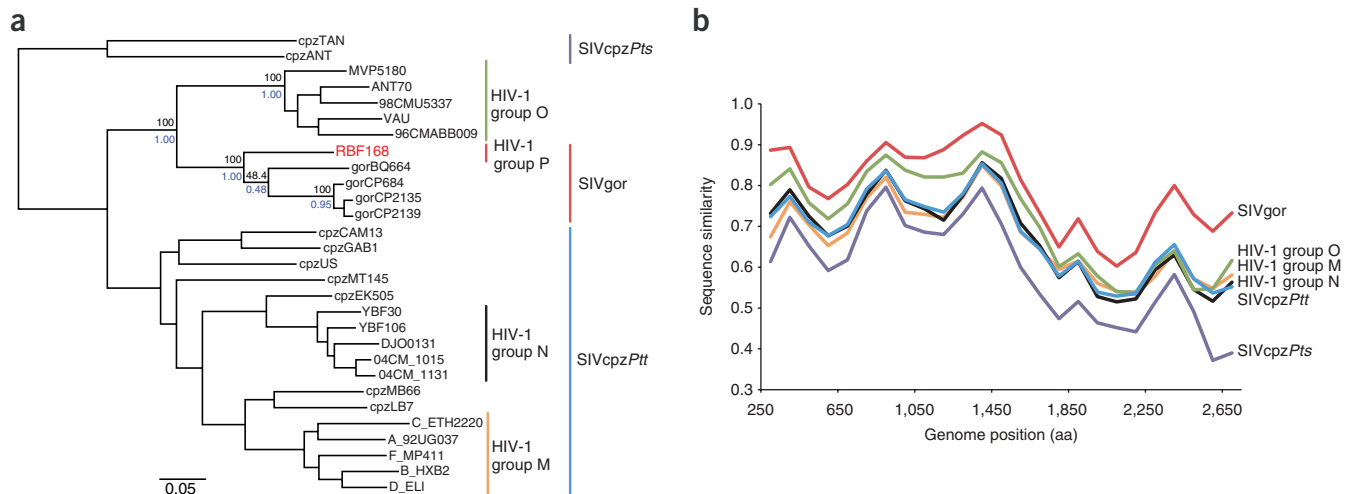 a
cpzTAN
cpzANT
SIVcpzPts
MVP5180
ANT70
98CMU5337
VAU
96CMABB009
HIV-1
group O
100
1.00
100
1.00
RBF168
HIV-1
group P
100
1.00
gorBQ664
48.4
0.48
gorCP684
gorCP2135
gorCP2139
100
0.95
SIVgor
cpzCAM13
cpzGAB1
cpzUS
cpzMT145
cpzEK505
YBF30
YBF106
DJO0131
04CM_1015
04CM_1131
HIV-1
group N
SIVcpzPtt
cpzMB66
cpzLB7
C_ETH2220
A_92UG037
F_MP411
B_HXB2
D_ELI
HIV-1
group M
0.05
b
Sequence similarity
1.0
0.9
0.8
0.7
0.6
0.5
0.4
0.3
250
650
1,050
1,450
1,850
2,250
2,650
Genome position (aa)
SIVgor
HIV-1 group O
HIV-1 group M
HIV-1 group N
SIVcpzPtt
SIVcpzPts